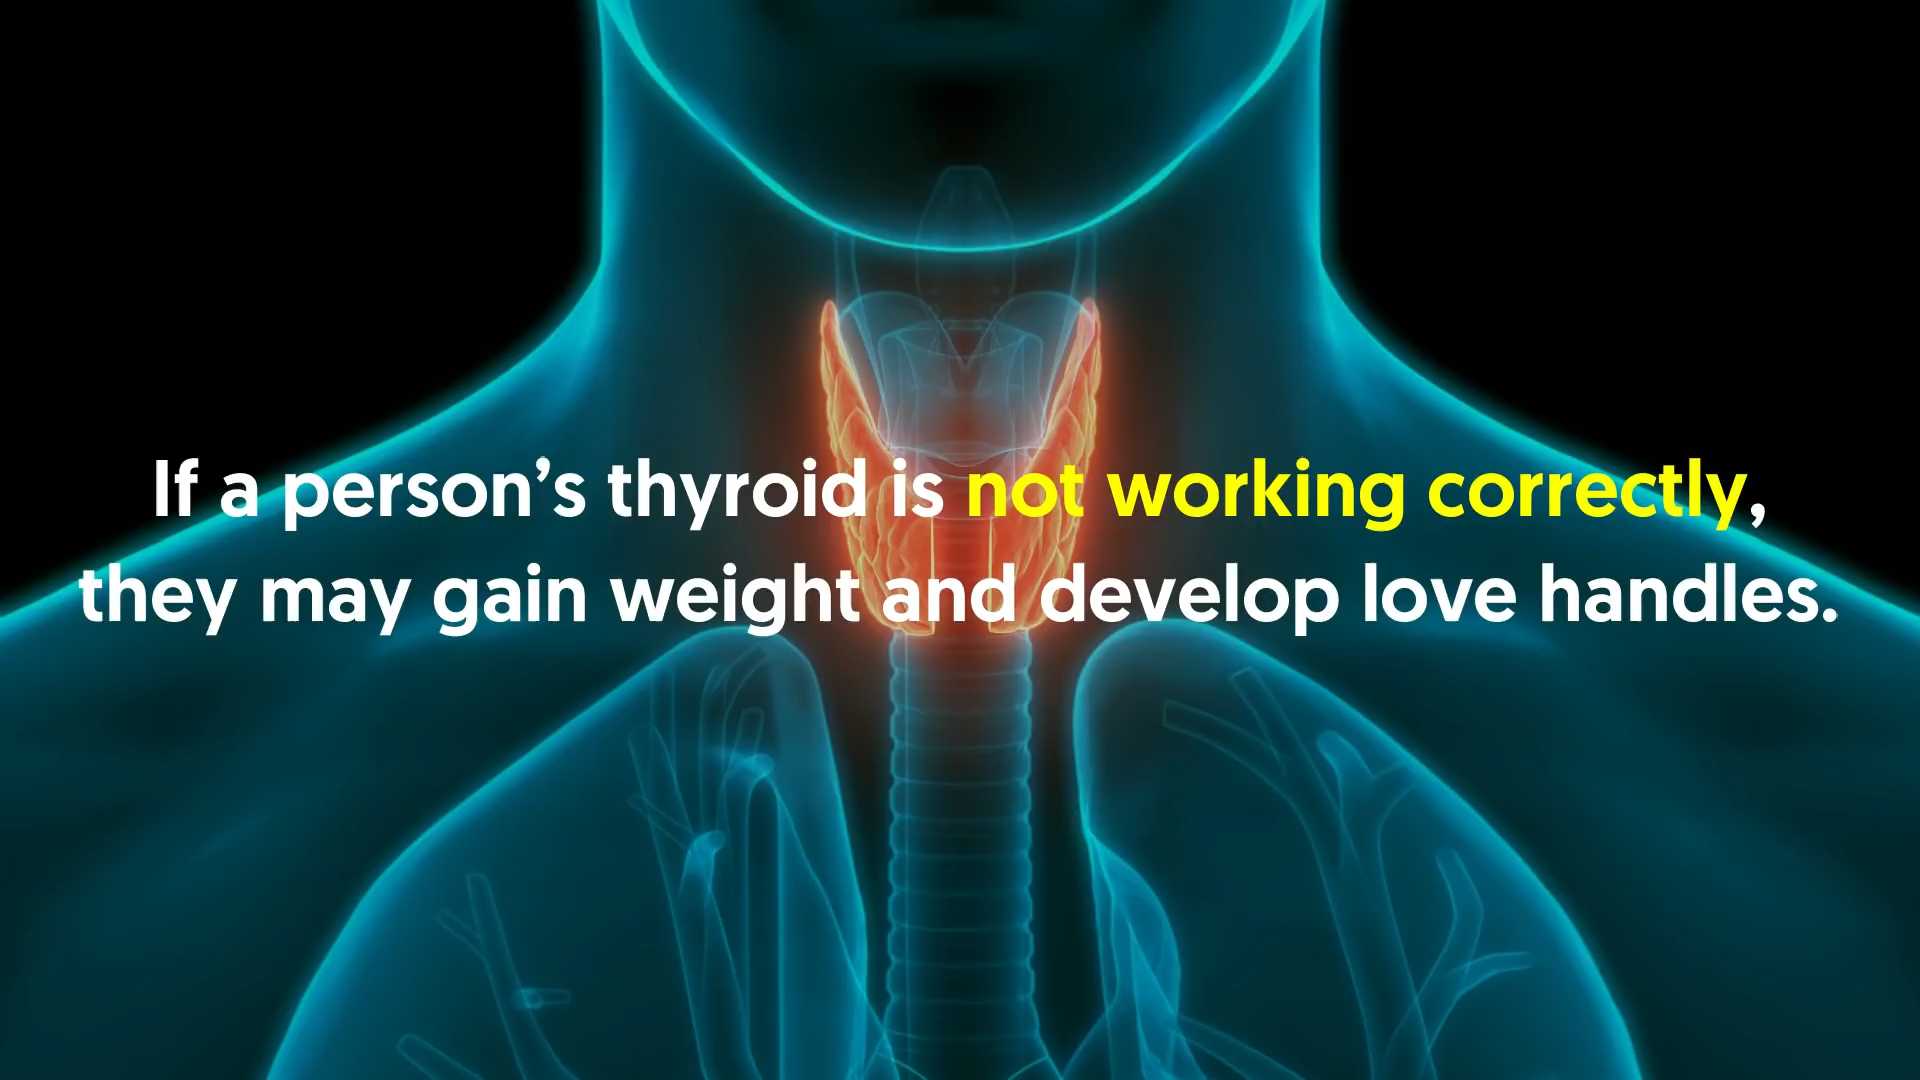 If a person’s thyroid is not working correctly,
they may gain weight and develop love handles.